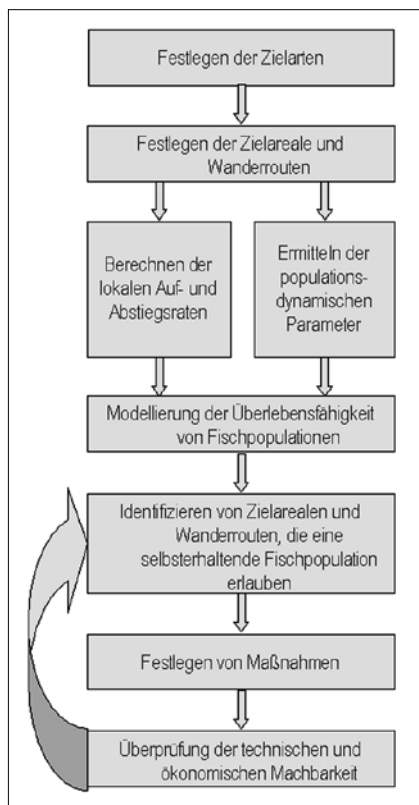 Festlegen der Zielarten
Festlegen der Zielareale und
Wanderrouten
Berechnen der
lokalen Auf- und
Abstiegsraten
Ermitteln der
populations-
dynamischen
Parameter
Modellierung der Überlebensfähigkeit
von Fischpopulationen
Identifizieren von Zielarealen und
Wanderrouten, die eine
selbsterhaltende Fischpopulation
erlauben
Festlegen von Maßnahmen
Überprüfung der technischen und
ökonomischen Machbarkeit